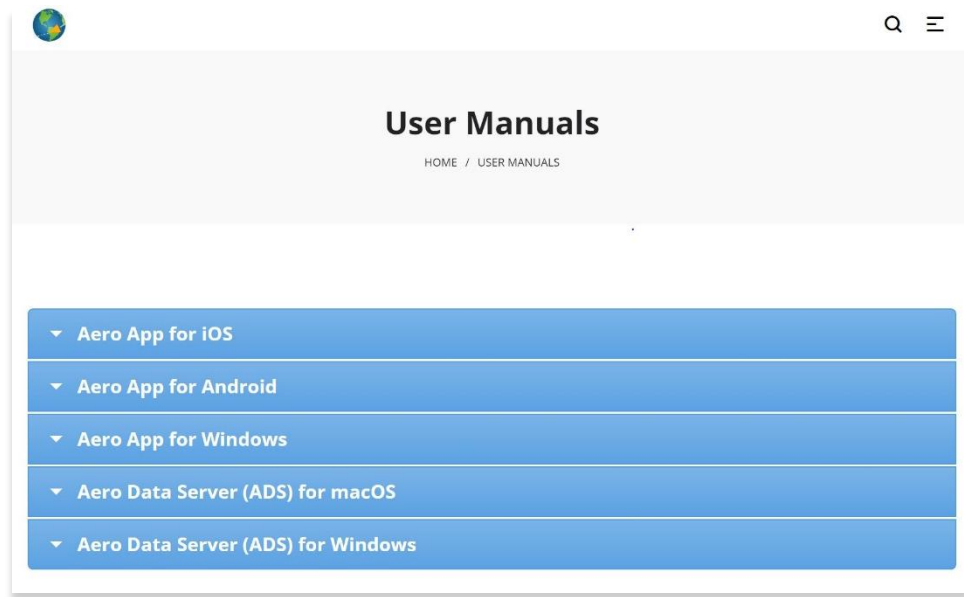 User Manuals
HOME / USER MANUALS
Aero App for iOS
Aero App for Android
Aero App for Windows
Aero Data Server (ADS) for macOS
Aero Data Server (ADS) for Windows